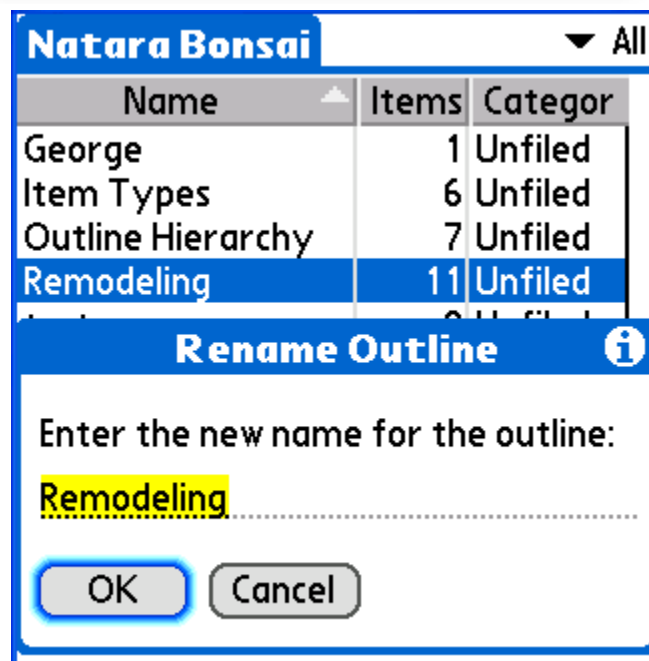 Natara Bonsai All
Name Items Categor
George 1 Unfiled
Item Types 6 Unfiled
Outline Hierarchy 7 Unfiled
Remodeling 11 Unfiled
Rename Outline
Enter the new name for the outline:
Remodeling
OK Cancel